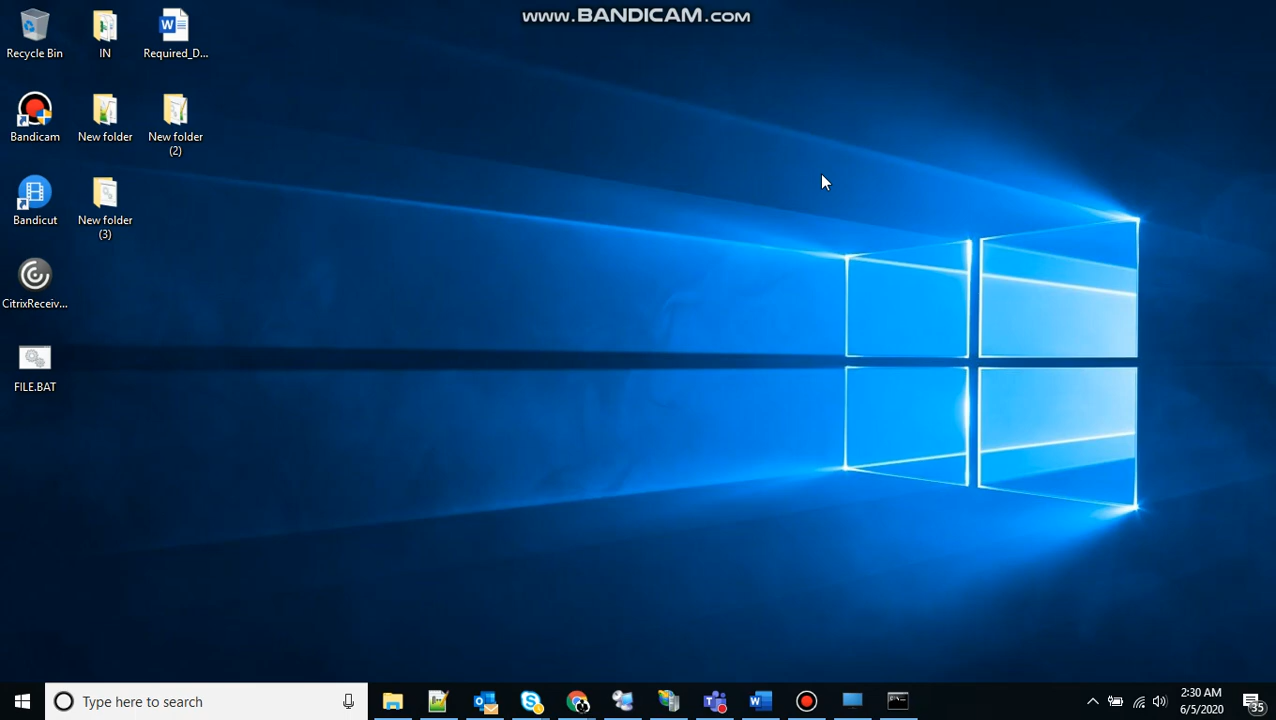 www.BANDICAM.com
Recycle Bin
IN
Required_D...
Bandicam
New folder
New folder
(2)
Bandicut
New folder
(3)
CitrixReceiv...
FILE.BAT
Type here to search
2:30 AM
6/5/2020
35